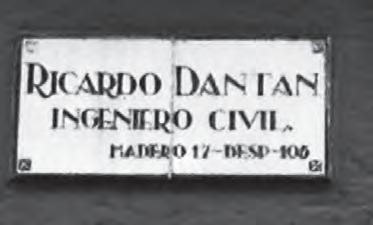 RICARDO DANTAN
INGENIERO CIVIL.
MADERO 17-DESP-105